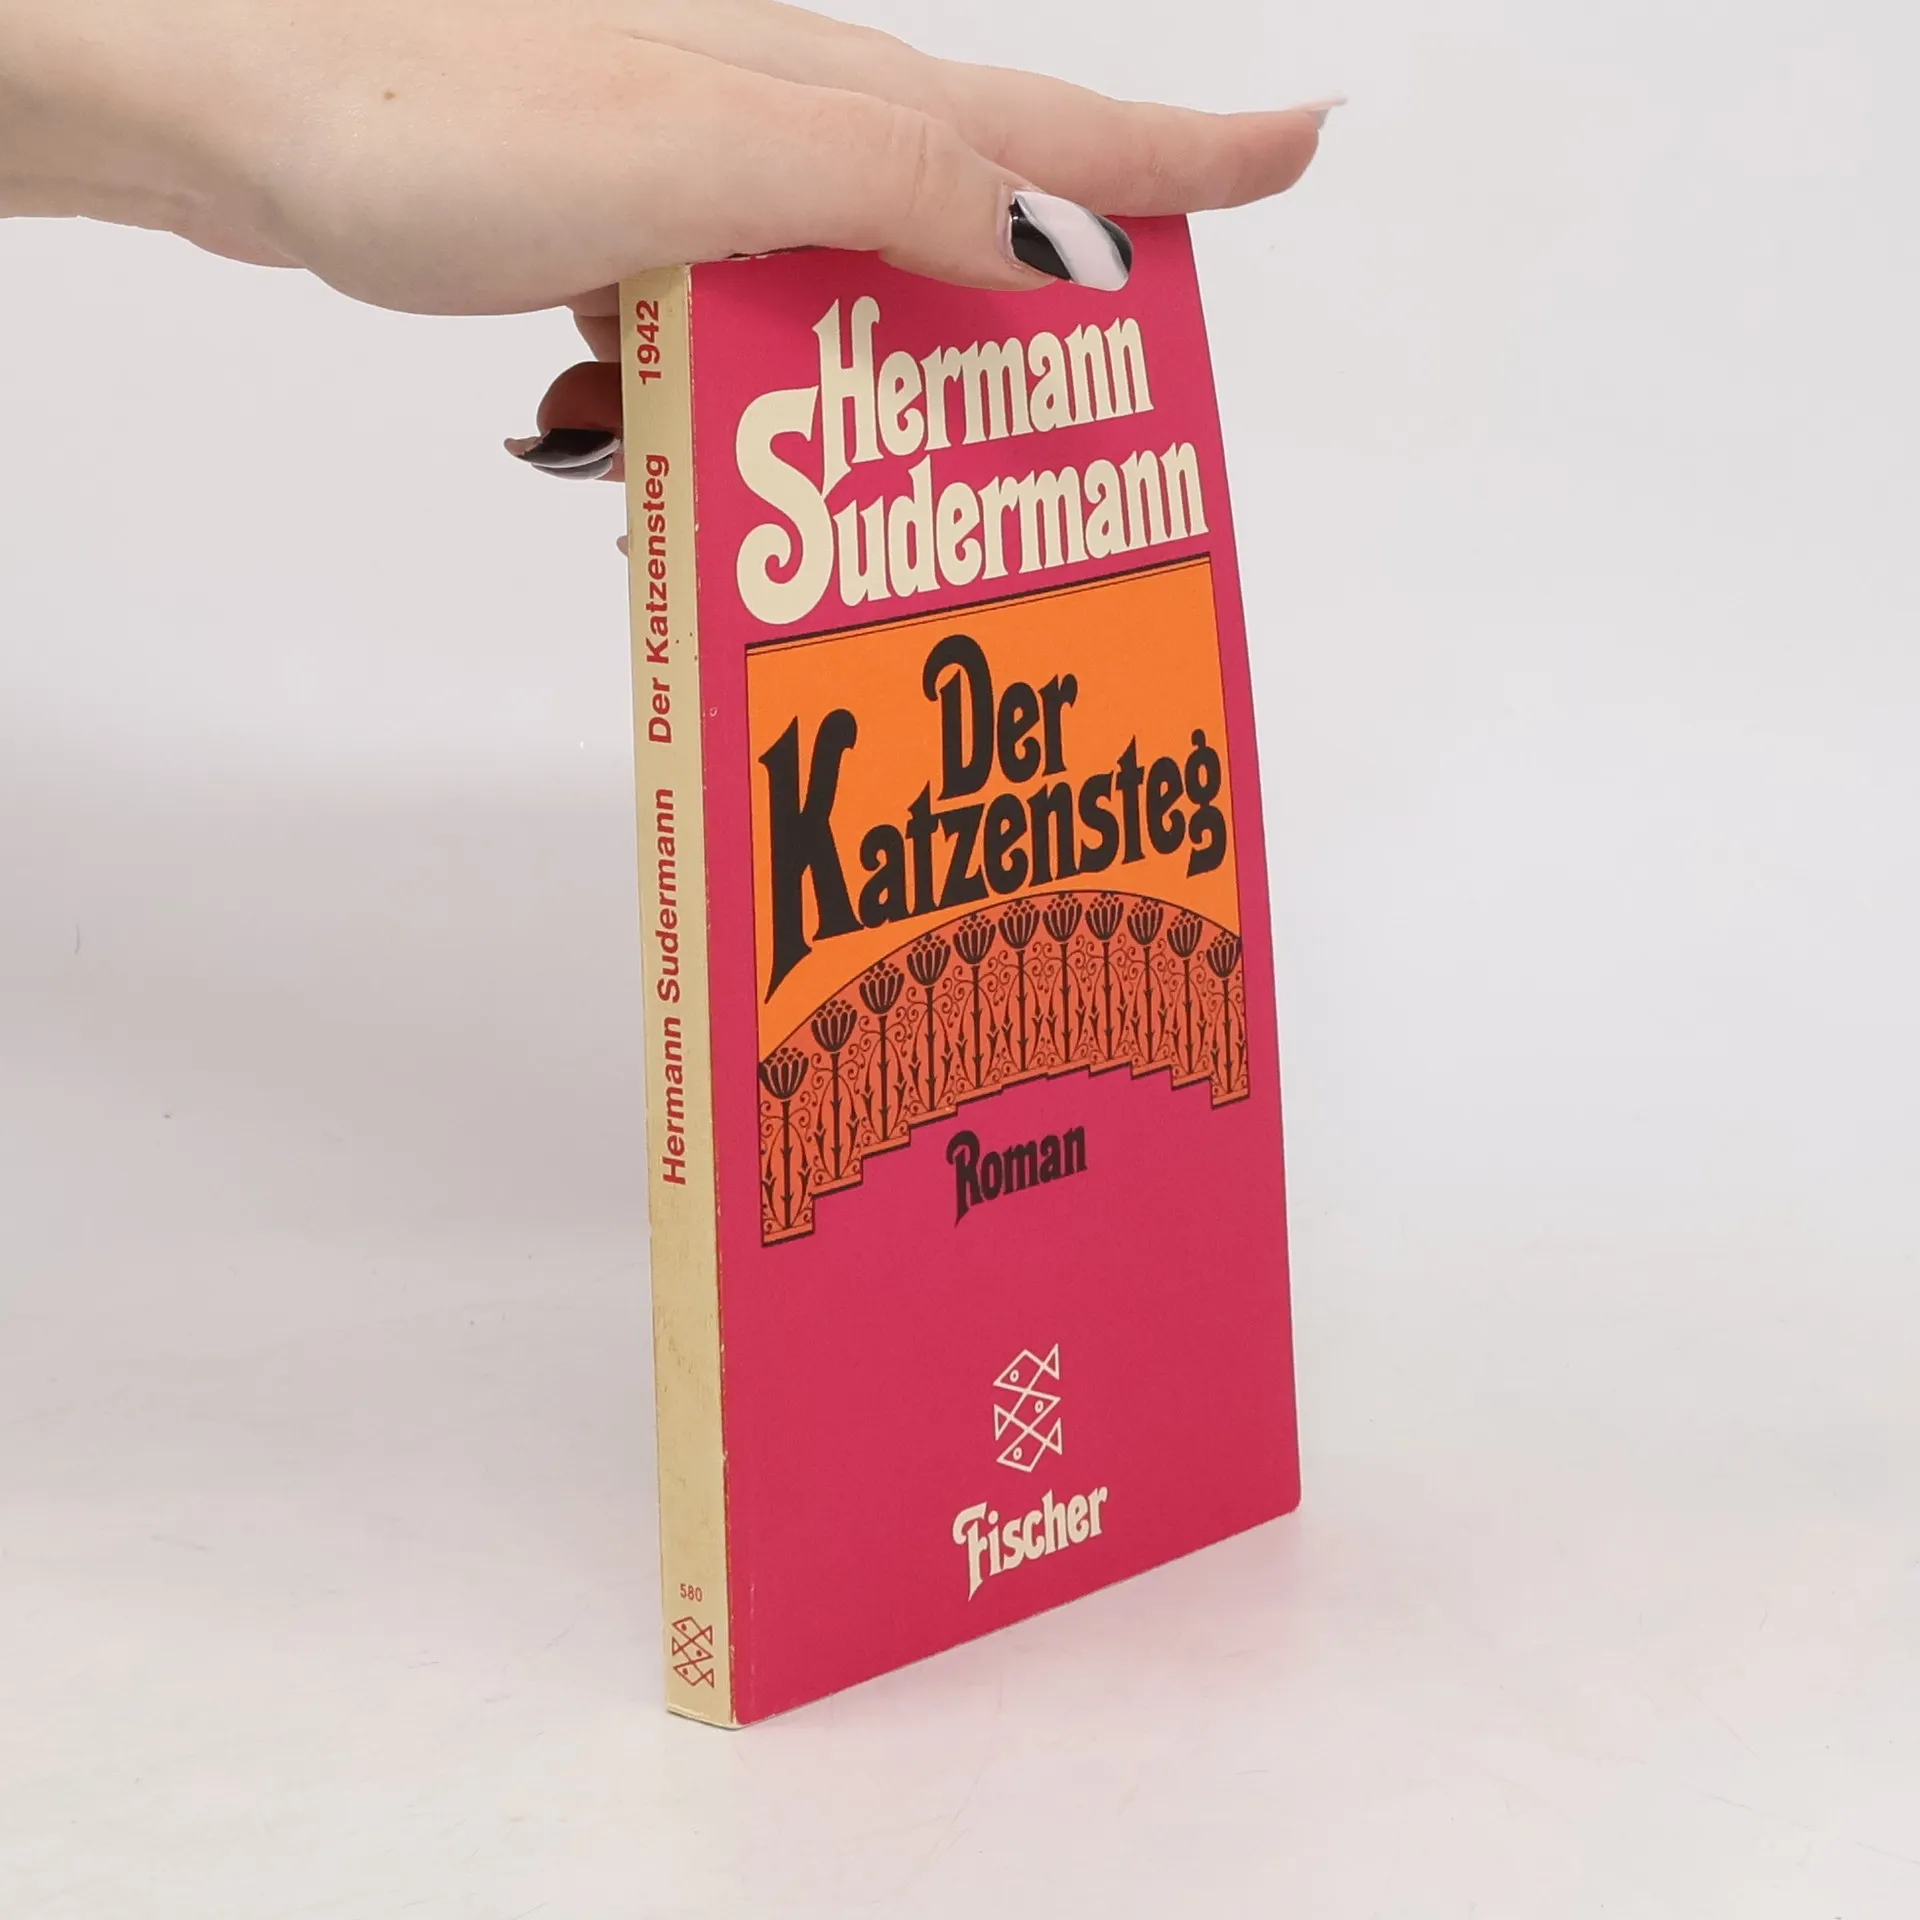 Hermann
Sudermann
Der
Katzensteg
Roman
Fischer
Hermann Sudermann Der Katzensteg 1942
580